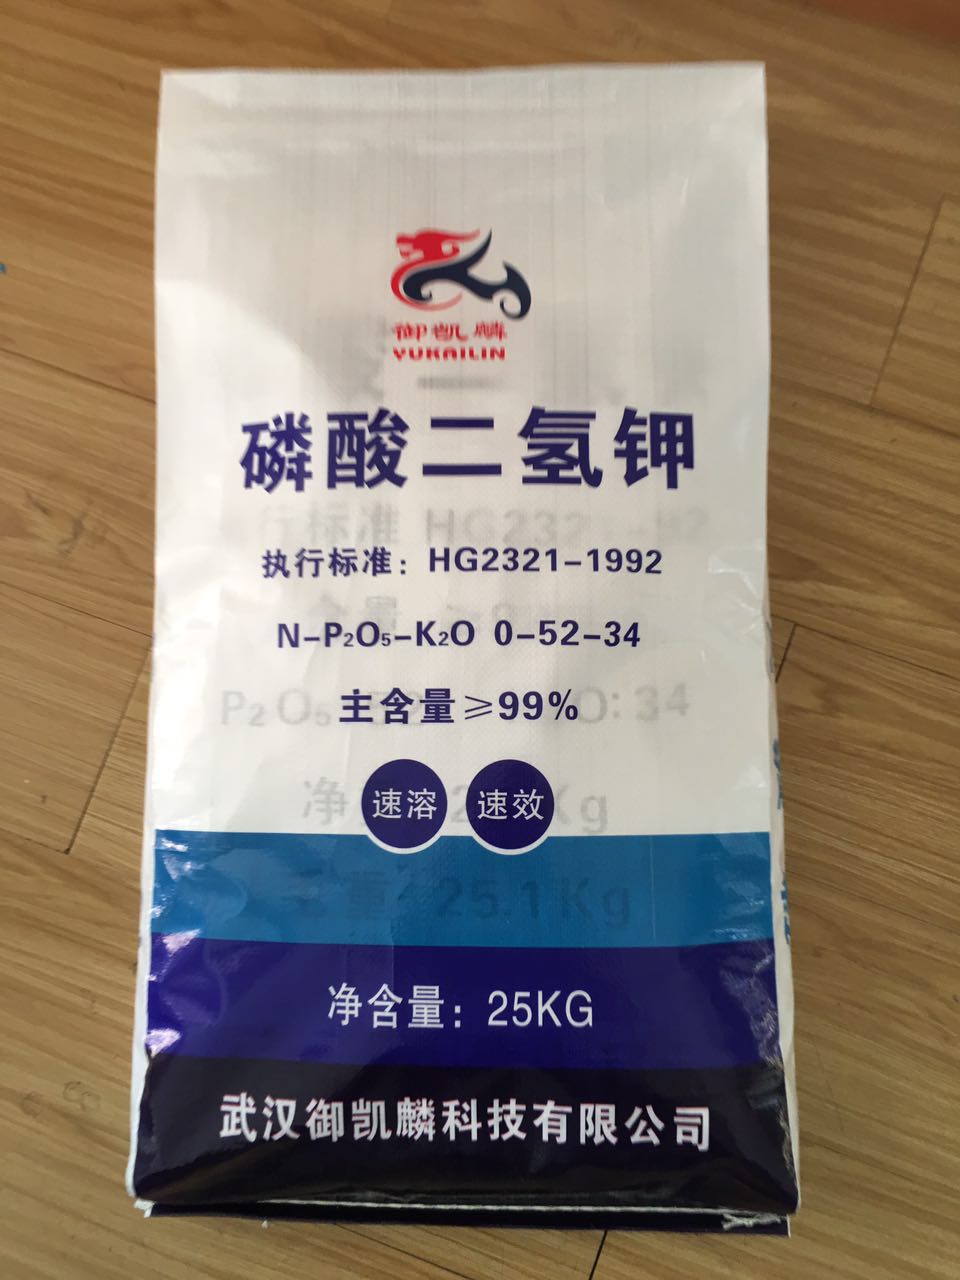 御凯麟
YUKAILIN
磷酸二氢钾
执行标准：HG2321-1992
N-P₂O₅-K₂O 0-52-34
主含量≥99%
速溶 速效
净含量：25KG
武汉御凯麟科技有限公司